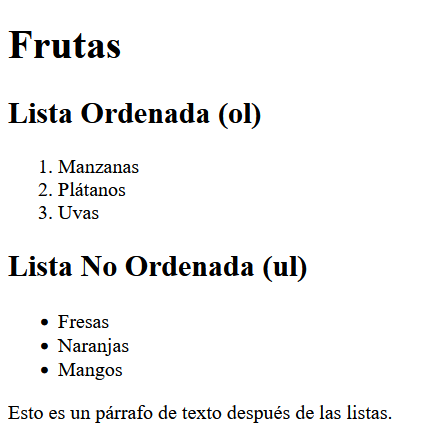 Frutas
Lista Ordenada (ol)
1. Manzanas
2. Plátanos
3. Uvas
Lista No Ordenada (ul)
• Fresas
• Naranjas
• Mangos
Esto es un párrafo de texto después de las listas.